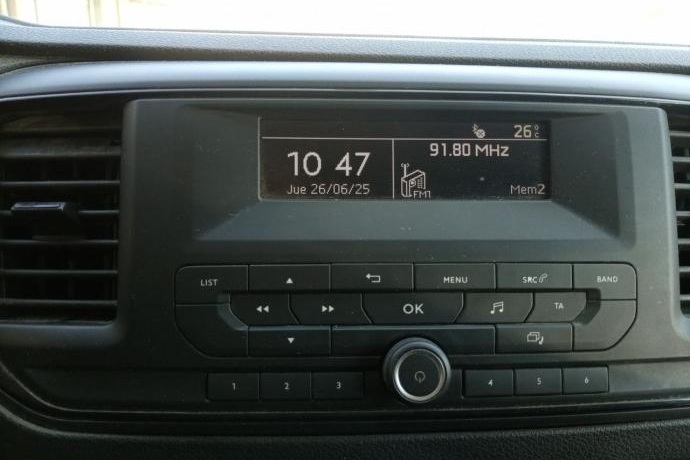 26°C
10 47
91.80 MHz
Jue 26/06/25
FM1
Mem2
LIST
MENU
SRC
BAND
OK
TA
1
2
3
4
5
6